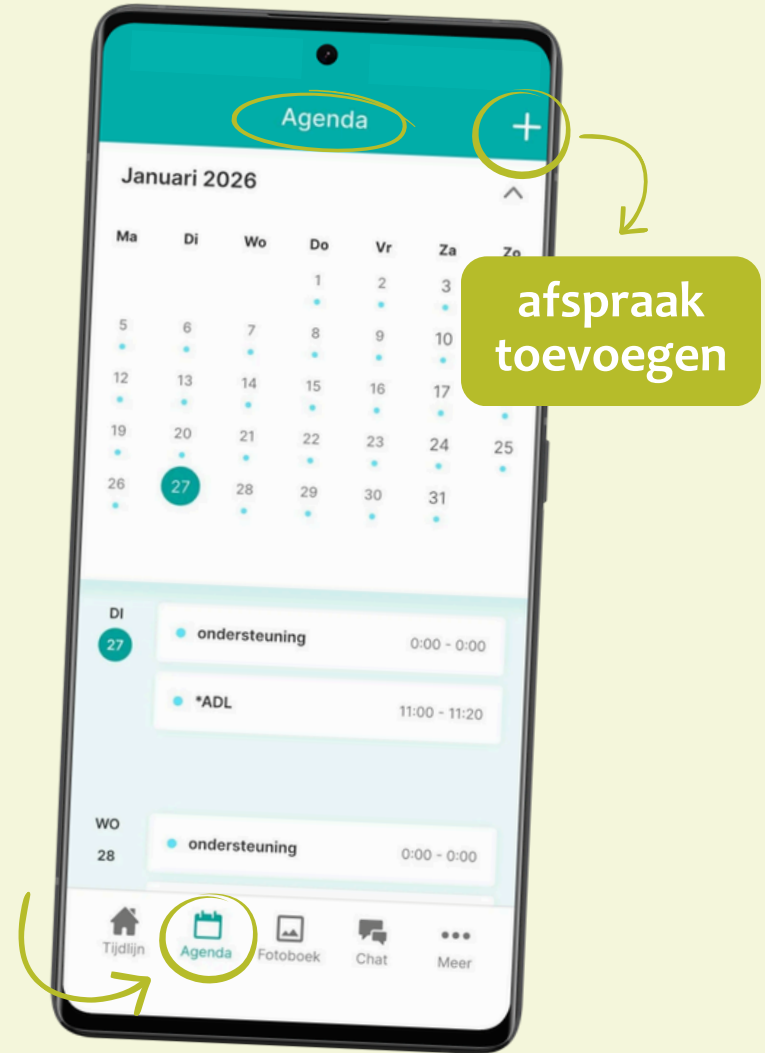 Agenda
Januari 2026
Ma Di Wo Do Vr Za Zo
1 2 3
5 6 7 8 9 10
12 13 14 15 16 17
19 20 21 22 23 24 25
26 27 28 29 30 31
afspraak
toevoegen
DI
27
ondersteuning 0:00 - 0:00
*ADL 11:00 - 11:20
WO
28
ondersteuning 0:00 - 0:00
Tijdlijn Agenda Fotoboek Chat Meer